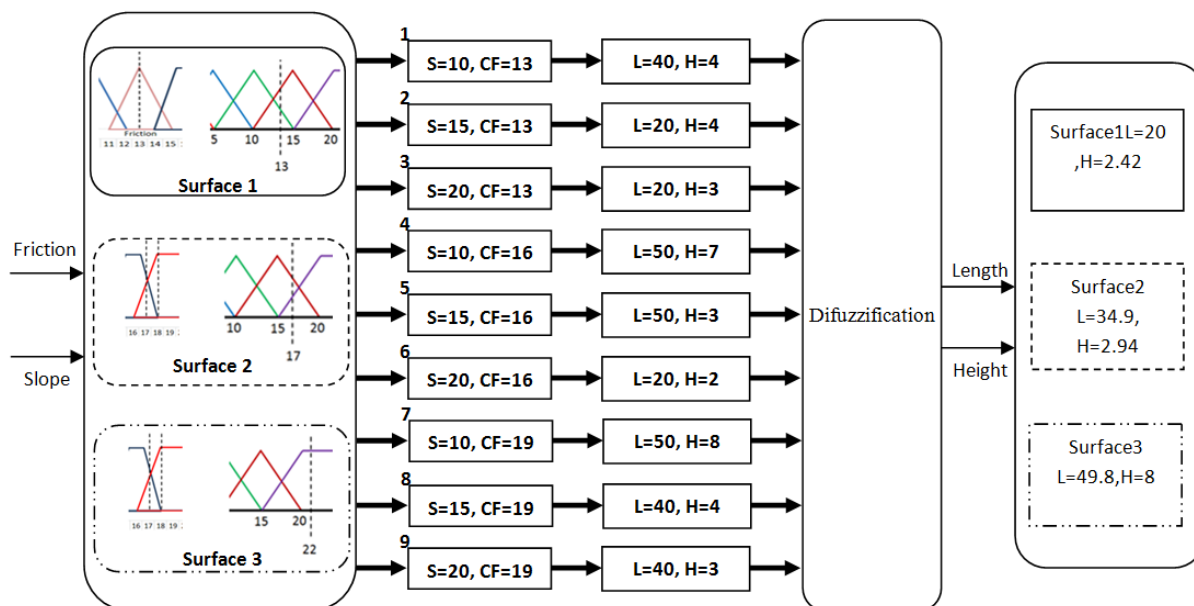 Friction
Slope
Friction
11 12 13 14 15
5 10 15 20
13
Surface 1
16 17 18 19
10 15 20
17
Surface 2
16 17 18 19
15 20
22
Surface 3
1
S=10, CF=13
L=40, H=4
2
S=15, CF=13
L=20, H=4
3
S=20, CF=13
L=20, H=3
4
S=10, CF=16
L=50, H=7
5
S=15, CF=16
L=50, H=3
6
S=20, CF=16
L=20, H=2
7
S=10, CF=19
L=50, H=8
8
S=15, CF=19
L=40, H=4
9
S=20, CF=19
L=40, H=3
Difuzzification
Length
Height
Surface1L=20
,H=2.42
Surface2
L=34.9,
H=2.94
Surface3
L=49.8,H=8